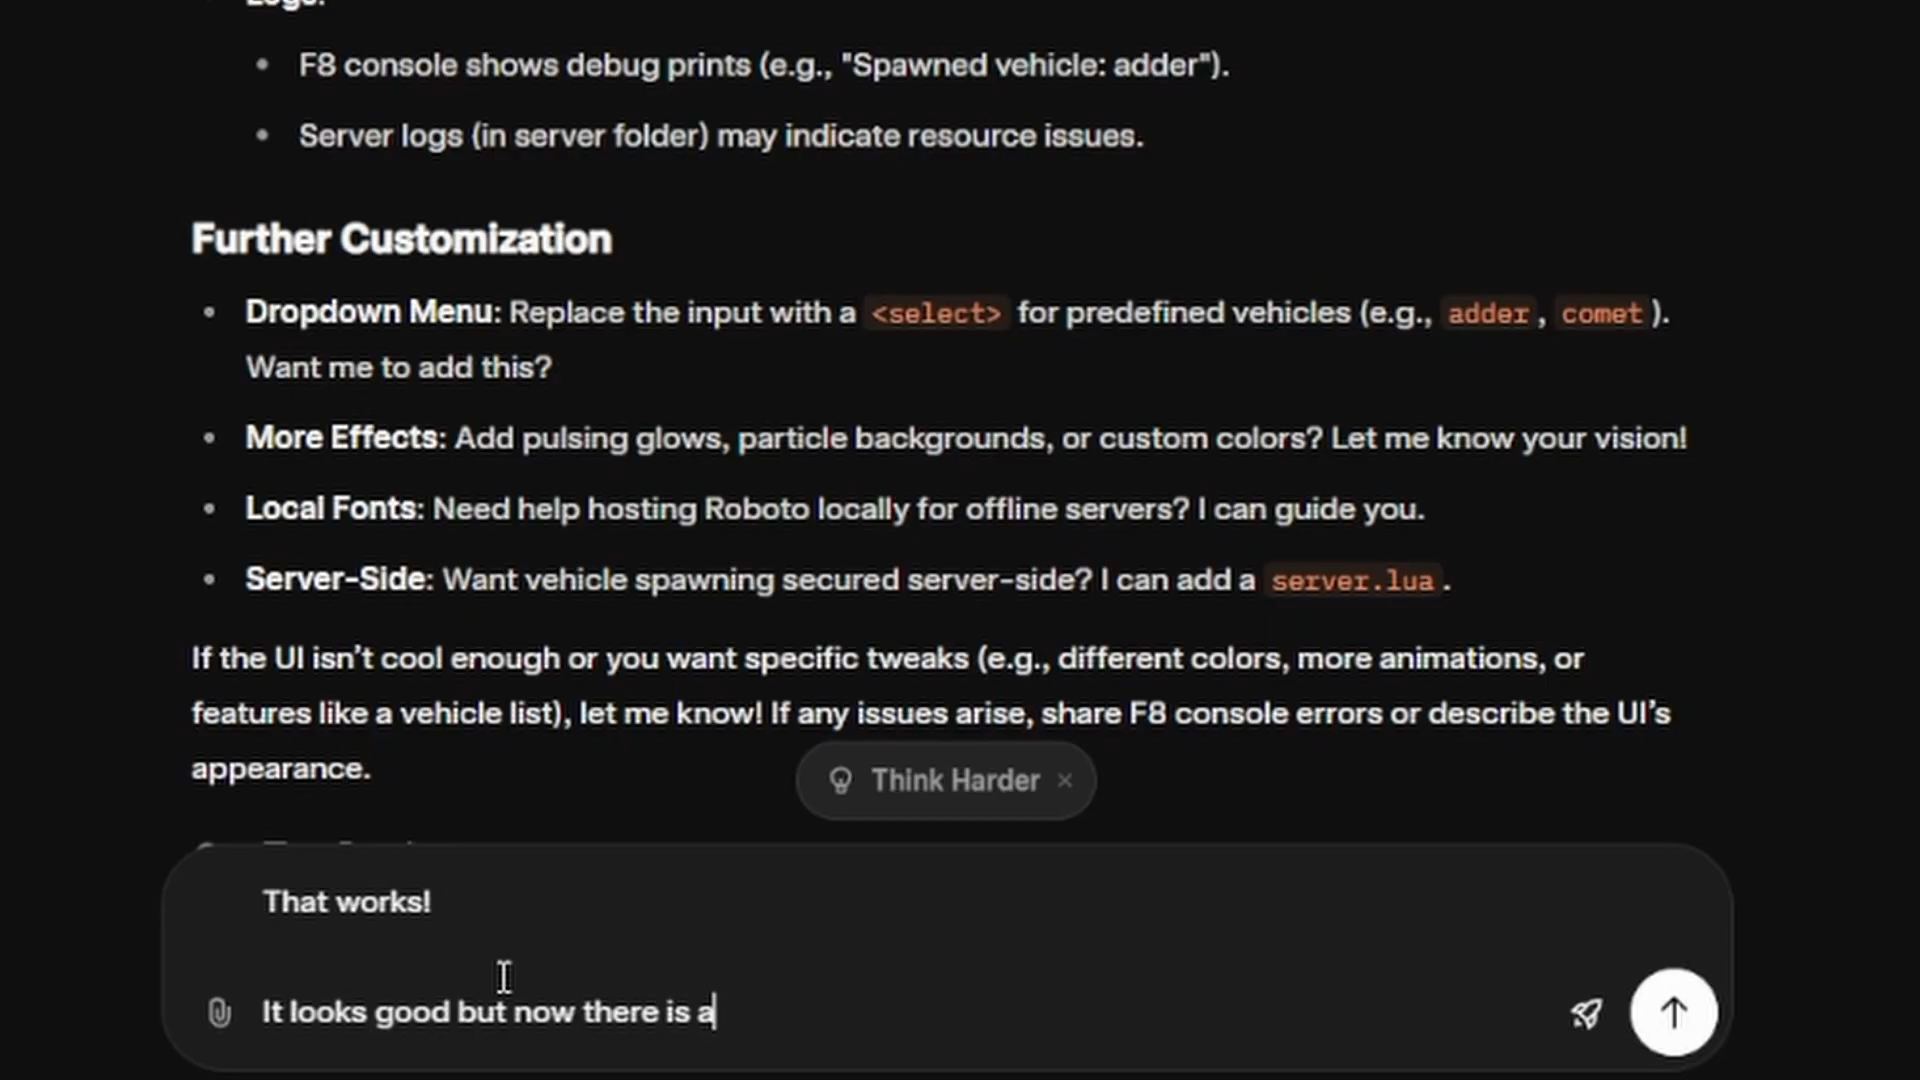 Logs:
F8 console shows debug prints (e.g., "Spawned vehicle: adder").
Server logs (in server folder) may indicate resource issues.
Further Customization
Dropdown Menu: Replace the input with a <select> for predefined vehicles (e.g., adder, comet).
Want me to add this?
More Effects: Add pulsing glows, particle backgrounds, or custom colors? Let me know your vision!
Local Fonts: Need help hosting Roboto locally for offline servers? I can guide you.
Server-Side: Want vehicle spawning secured server-side? I can add a server.lua.
If the UI isn't cool enough or you want specific tweaks (e.g., different colors, more animations, or
features like a vehicle list), let me know! If any issues arise, share F8 console errors or describe the UI's
appearance.
Think Harder ×
That works!
It looks good but now there is a